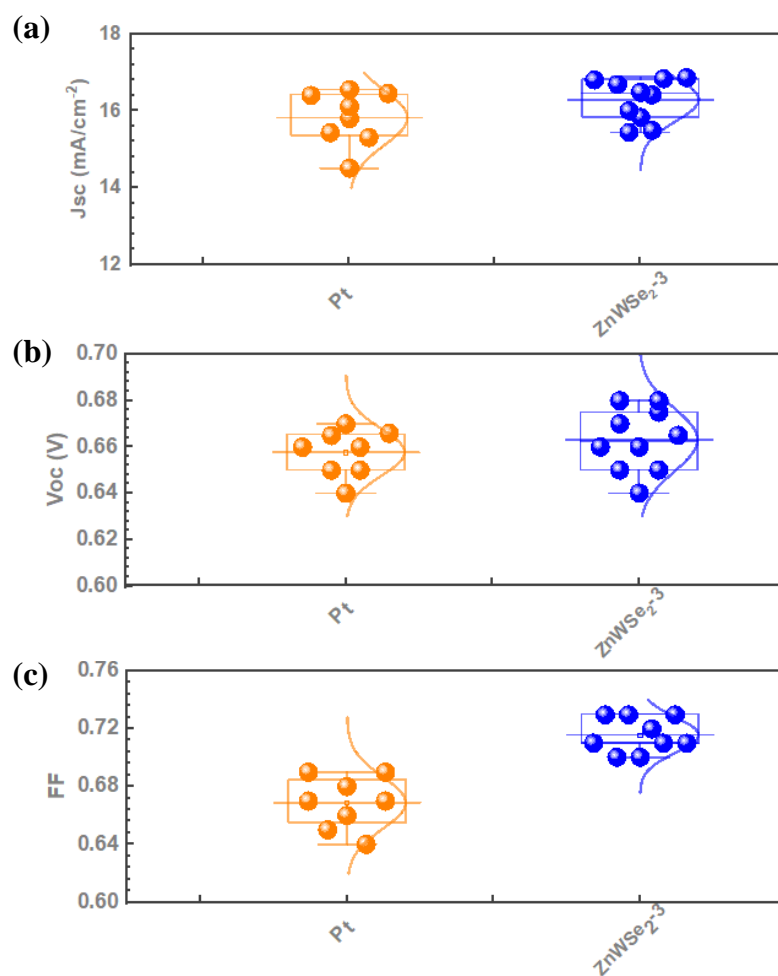 (a)
18
16
14
12
Jsc (mA/cm⁻²)
Pt
ZnWSe₂-3
(b)
0.70
0.68
0.66
0.64
0.62
0.60
Voc (V)
Pt
ZnWSe₂-3
(c)
0.76
0.72
0.68
0.64
0.60
FF
Pt
ZnWSe₂-3